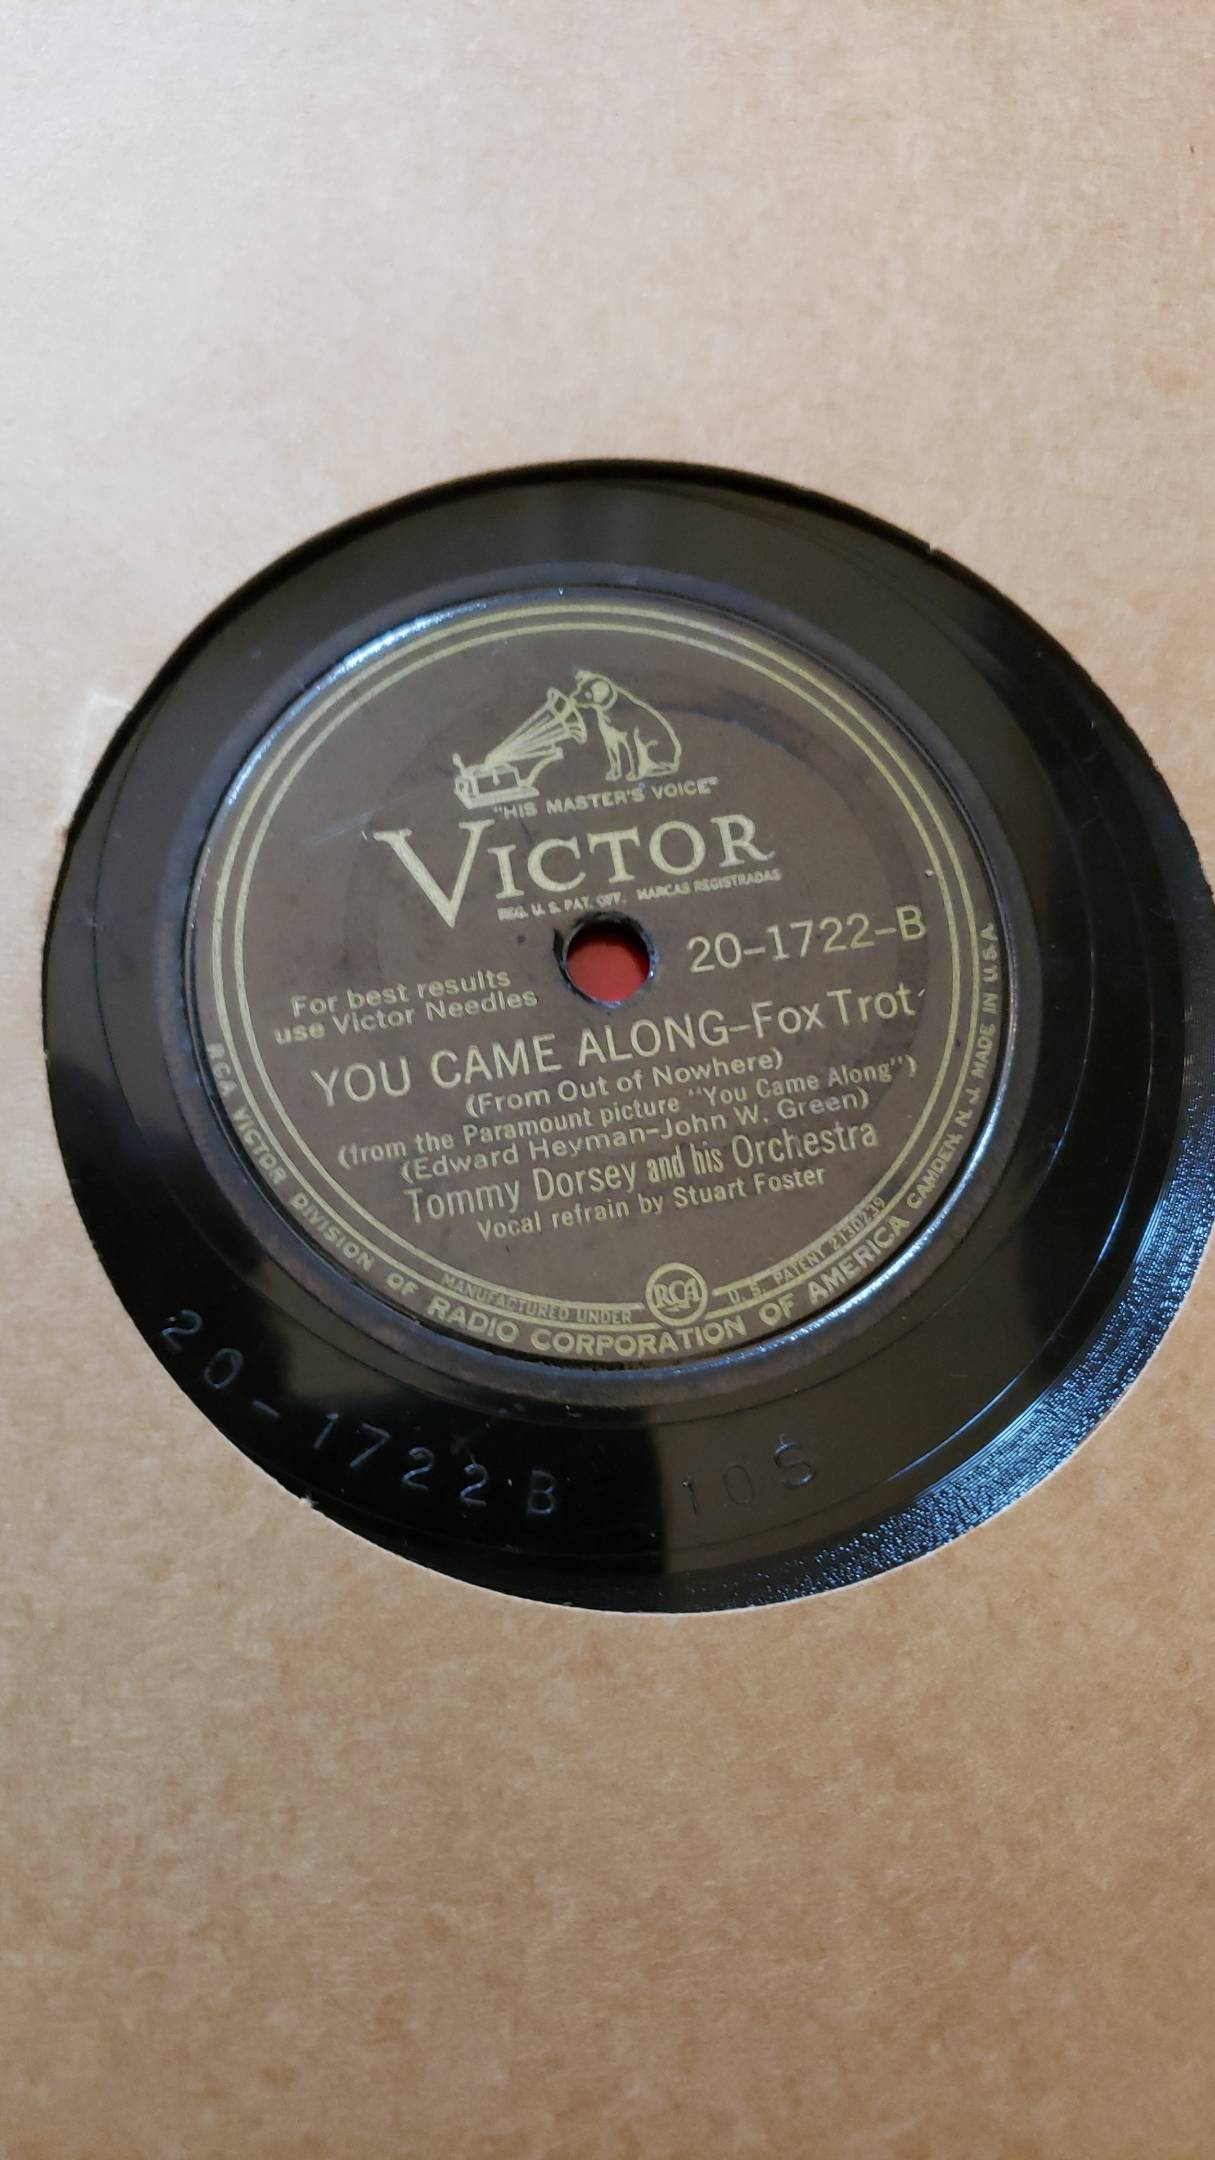 "HIS MASTER'S VOICE"
VICTOR
REG. U. S. PAT. OFF. MARCAS REGISTRADAS
20-1722-B
For best results
use Victor Needles
YOU CAME ALONG-Fox Trot
(From Out of Nowhere)
(from the Paramount picture "You Came Along")
(Edward Heyman-John W. Green)
Tommy Dorsey and his Orchestra
Vocal refrain by Stuart Foster
MANUFACTURED UNDER RCA U. S. PATENT 2130239
RCA VICTOR DIVISION OF RADIO CORPORATION OF AMERICA CAMDEN, N. J. MADE IN U.S.A.
20-1722·B 10S